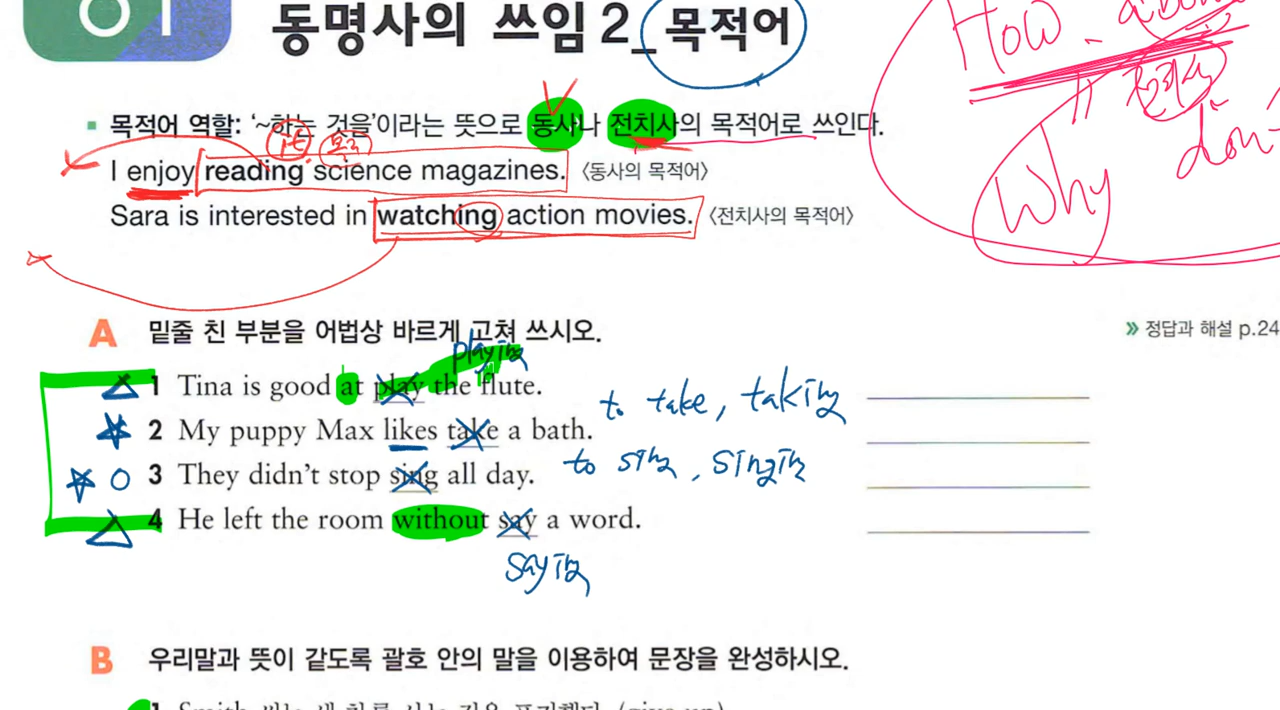 01
동명사의 쓰임 2_목적어
How about
목적어 역할: '~하는 것을'이라는 뜻으로 동사나 전치사의 목적어로 쓰인다.
it
I enjoy reading science magazines. 〈동사의 목적어〉
Why don't
Sara is interested in watching action movies. 〈전치사의 목적어〉
A 밑줄 친 부분을 어법상 바르게 고쳐 쓰시오.
» 정답과 해설 p.24
playing
1 Tina is good at play the flute.
2 My puppy Max likes take a bath. to take, taking
3 They didn't stop sing all day. to sing, singing
4 He left the room without say a word.
saying
B 우리말과 뜻이 같도록 괄호 안의 말을 이용하여 문장을 완성하시오.